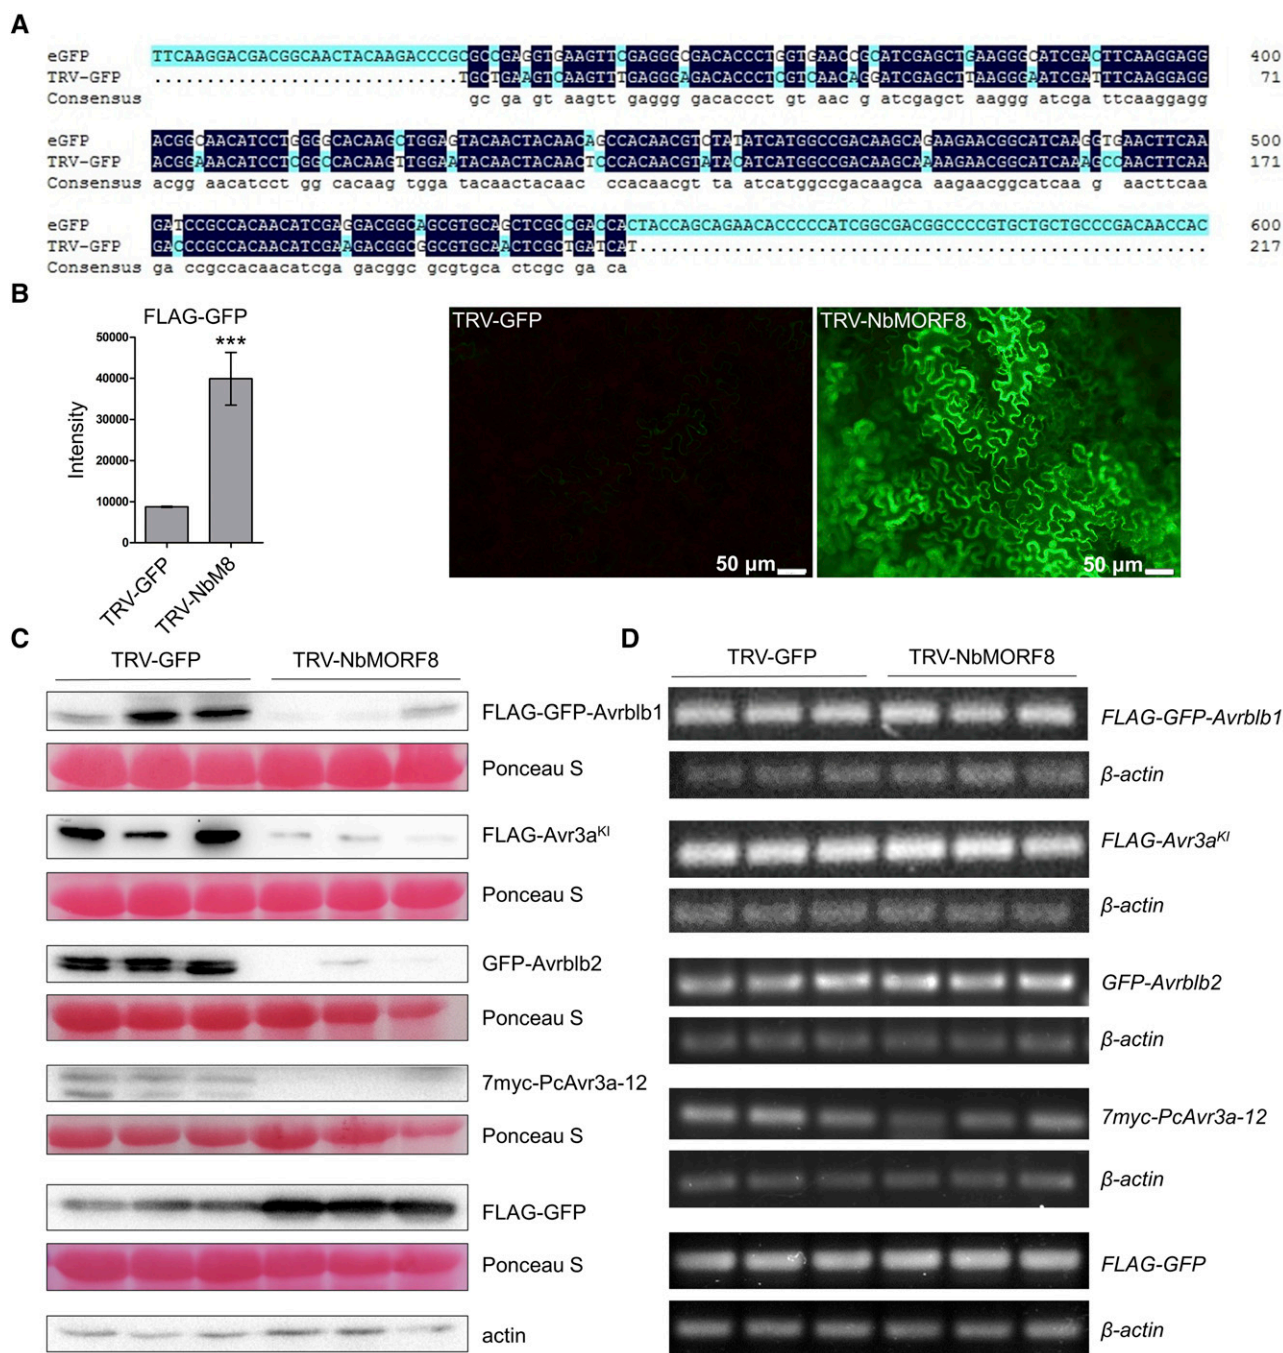 A
eGFP TTCAAGGACGACGGCAACTACAAGACCCGCGCCGAGGTGAAGTTCGAGGGCGACACCCTGGTGAACCGCATCGAGCTGAAGGGCATCGACTTCAAGGAGG 400
TRV-GFP .............................TGCTGAAGTCAAGTTTGAGGGAGACACCCTCGTCAACAGGATCGAGCTTAAGGGAATCGATTTCAAGGAGG 71
Consensus gc ga gt aagtt gaggg gacaccct gt aac g atcgagct aaggg atcga ttcaaggagg
eGFP ACGGCAACATCCTGGGGCACAAGCTGGAGTACAACTACAACAGCCACAACGTCTATATCATGGCCGACAAGCAGAAGAACGGCATCAAGGTGAACTTCAA 500
TRV-GFP ACGGAAACATCCTCGGCCACAAGTTGGAATACAACTACAACTCCCACAACGTATACATCATGGCCGACAAGCAAAAGAACGGCATCAAAGCCAACTTCAA 171
Consensus acgg aacatcct gg cacaag tgga tacaactacaac ccacaacgt ta atcatggccgacaagca aagaacggcatcaa g aacttcaa
eGFP GATCCGCCACAACATCGAGGACGGCAGCGTGCAGCTCGCCGACCACTACCAGCAGAACACCCCCATCGGCGACGGCCCCGTGCTGCTGCCCGACAACCAC 600
TRV-GFP GACCCGCCACAACATCGAAGACGGCGGCGTGCAACTCGCTGATCAT...................................................... 217
Consensus ga ccgccacaacatcga gacggc gcgtgca ctcgc ga ca
B
FLAG-GFP
Intensity
50000
40000
30000
20000
10000
0
***
TRV-GFP
TRV-NbM8
TRV-GFP
50 µm
TRV-NbMORF8
50 µm
C
TRV-GFP TRV-NbMORF8
FLAG-GFP-Avrblb1
Ponceau S
FLAG-Avr3aKI
Ponceau S
GFP-Avrblb2
Ponceau S
7myc-PcAvr3a-12
Ponceau S
FLAG-GFP
Ponceau S
actin
D
TRV-GFP TRV-NbMORF8
FLAG-GFP-Avrblb1
β-actin
FLAG-Avr3aKI
β-actin
GFP-Avrblb2
β-actin
7myc-PcAvr3a-12
β-actin
FLAG-GFP
β-actin